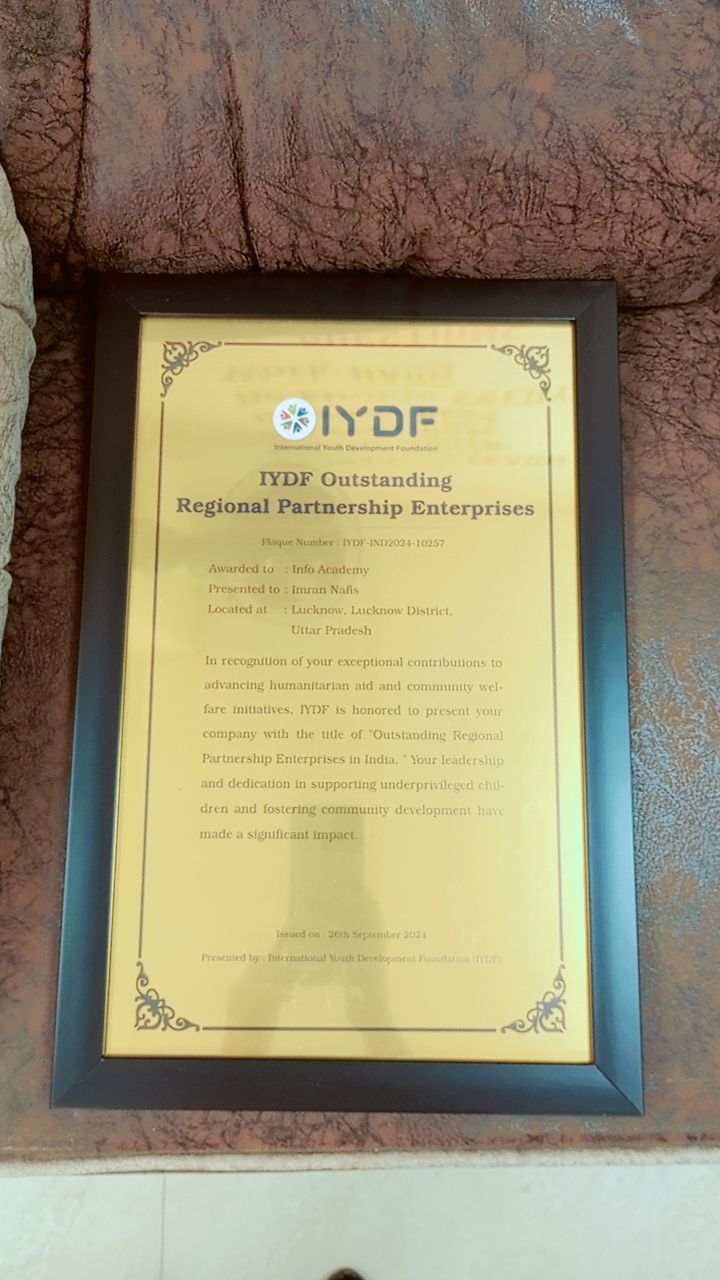 IYDF
International Youth Development Foundation
IYDF Outstanding
Regional Partnership Enterprises
Plaque Number : IYDF-IND2024-10257
Awarded to : Info Academy
Presented to : Imran Nafis
Located at : Lucknow, Lucknow District,
Uttar Pradesh
In recognition of your exceptional contributions to
advancing humanitarian aid and community wel-
fare initiatives, IYDF is honored to present your
company with the title of "Outstanding Regional
Partnership Enterprises in India. " Your leadership
and dedication in supporting underprivileged chil-
dren and fostering community development have
made a significant impact.
Issued on : 26th September 2024
Presented by : International Youth Development Foundation (IYDF)